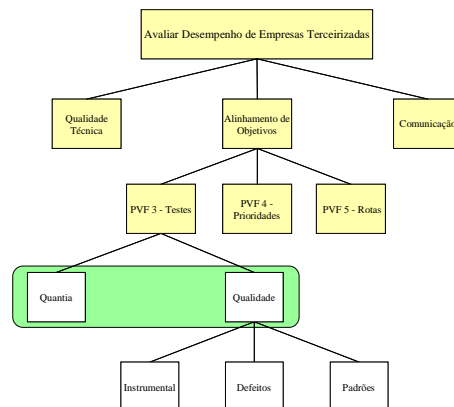 Avaliar Desempenho de Empresas Terceirizadas
Qualidade
Técnica
Alinhamento de
Objetivos
Comunicação
PVF 3 - Testes
PVF 4 -
Prioridades
PVF 5 - Rotas
Quantia
Qualidade
Instrumental
Defeitos
Padrões